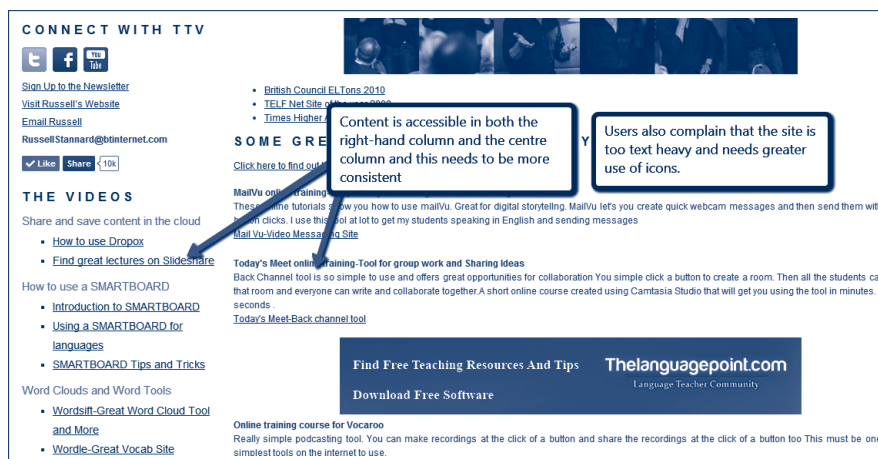 CONNECT WITH TTV
You
Tube
Sign Up to the Newsletter
Visit Russell's Website
Email Russell
RussellStannard@btinternet.com
Like Share 10k
THE VIDEOS
Share and save content in the cloud
How to use Dropox
Find great lectures on Slideshare
How to use a SMARTBOARD
Introduction to SMARTBOARD
Using a SMARTBOARD for
languages
SMARTBOARD Tips and Tricks
Word Clouds and Word Tools
Wordsift-Great Word Cloud Tool
and More
Wordle-Great Vocab Site
British Council ELTons 2010
TELF Net Site of the year
Times Higher
SOME GRE
Y
Click here to find out
Content is accessible in both the
right-hand column and the centre
column and this needs to be more
consistent
Users also complain that the site is
too text heavy and needs greater
use of icons.
MailVu online training-
These online tutorials show you how to use mailVu. Great for digital storytellng. MailVu let's you create quick webcam messages and then send them wit
button clicks. I use this tool at lot to get my students speaking in English and sending messages
Mail Vu-Video Messaging Site
Today's Meet online training-Tool for group work and Sharing Ideas
Back Channel tool is so simple to use and offers great opportunities for collaboration You simple click a button to create a room. Then all the students ca
that room and everyone can write and collaborate together.A short online course created using Camtasia Studio that will get you using the tool in minutes.
seconds .
Today's Meet-Back channel tool
Find Free Teaching Resources And Tips
Download Free Software
Thelanguagepoint.com
Language Teacher Community
Online training course for Vocaroo
Really simple podcasting tool. You can make recordings at the click of a button and share the recordings at the click of a button too This must be one
simplest tools on the internet to use.